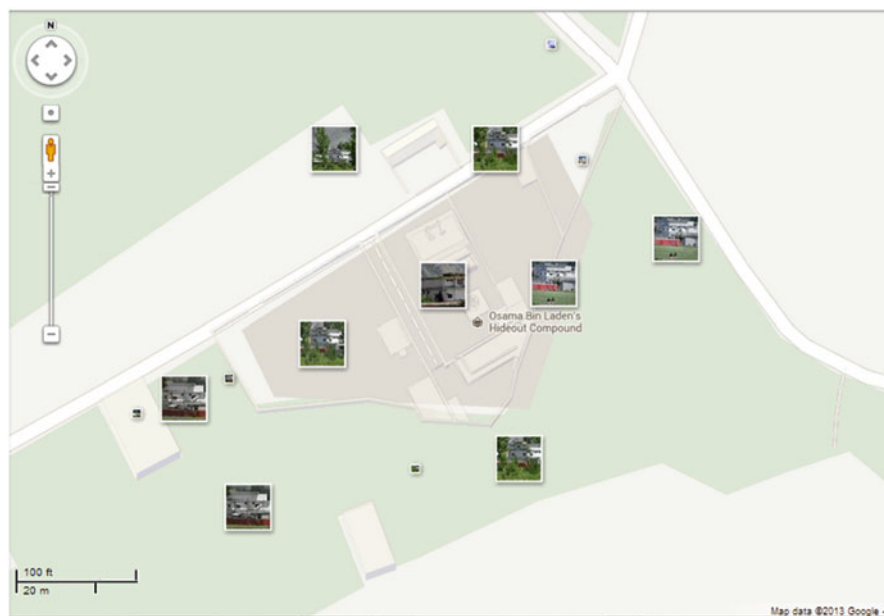 N
Osama Bin Laden's
Hideout Compound
100 ft
20 m
Map data ©2013 Google -